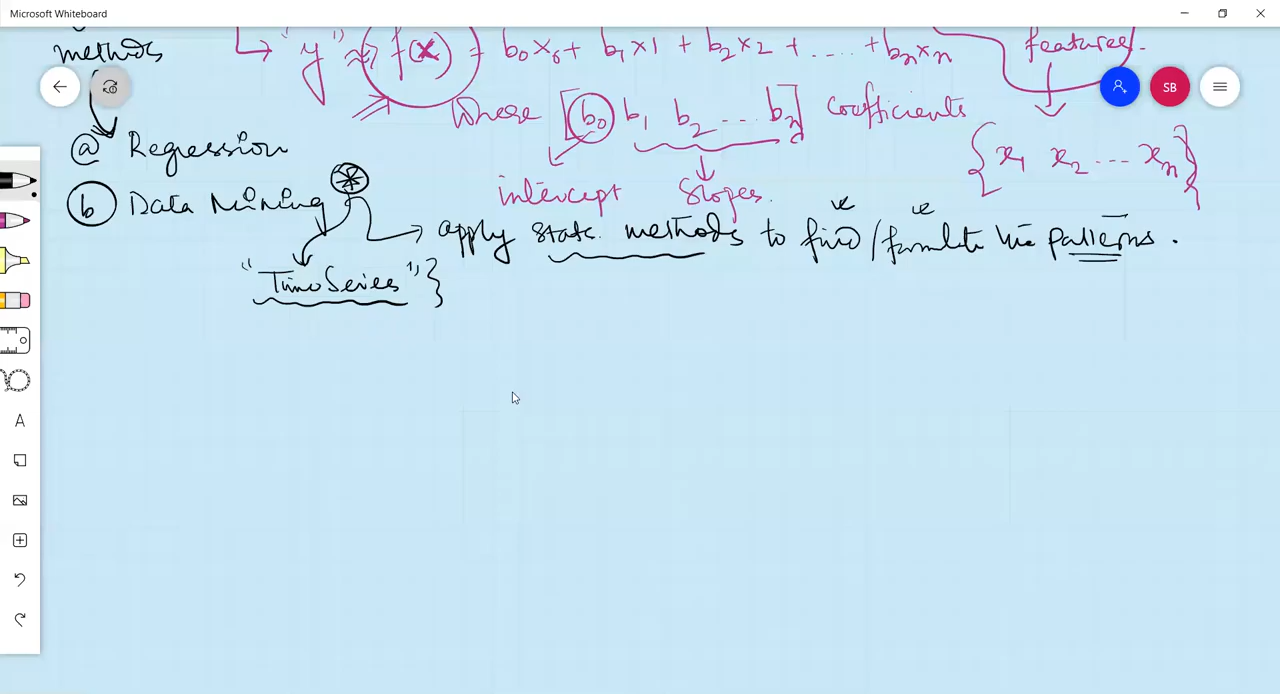 Microsoft Whiteboard
methods
"y" ≈ f(x) = b0x0 + b1x1 + b2x2 + .... + bnxn
features.
where [b0 b1 b2 ... bn] coefficients
{x1 x2 ... xn}
SB
intercept slopes.
a Regression
b Data Mining
apply stats. methods to find / formulate the patterns.
"Time Series" }
A